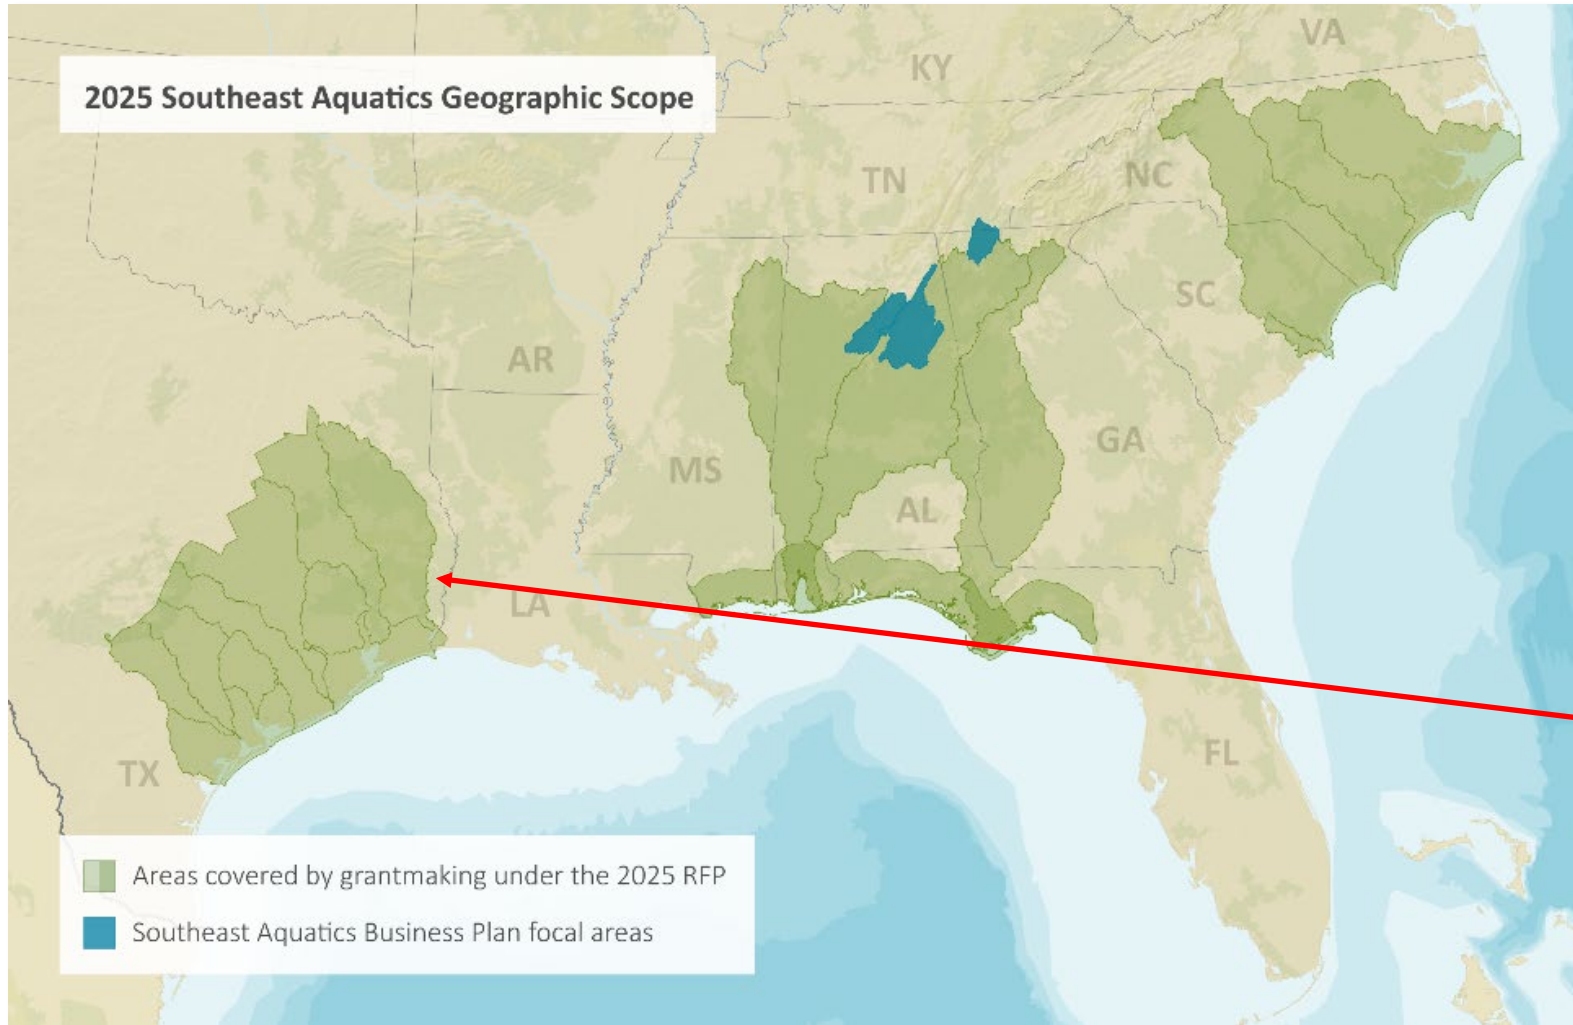 2025 Southeast Aquatics Geographic Scope
VA
KY
TN
NC
SC
AR
GA
MS
AL
LA
FL
TX
Areas covered by grantmaking under the 2025 RFP
Southeast Aquatics Business Plan focal areas